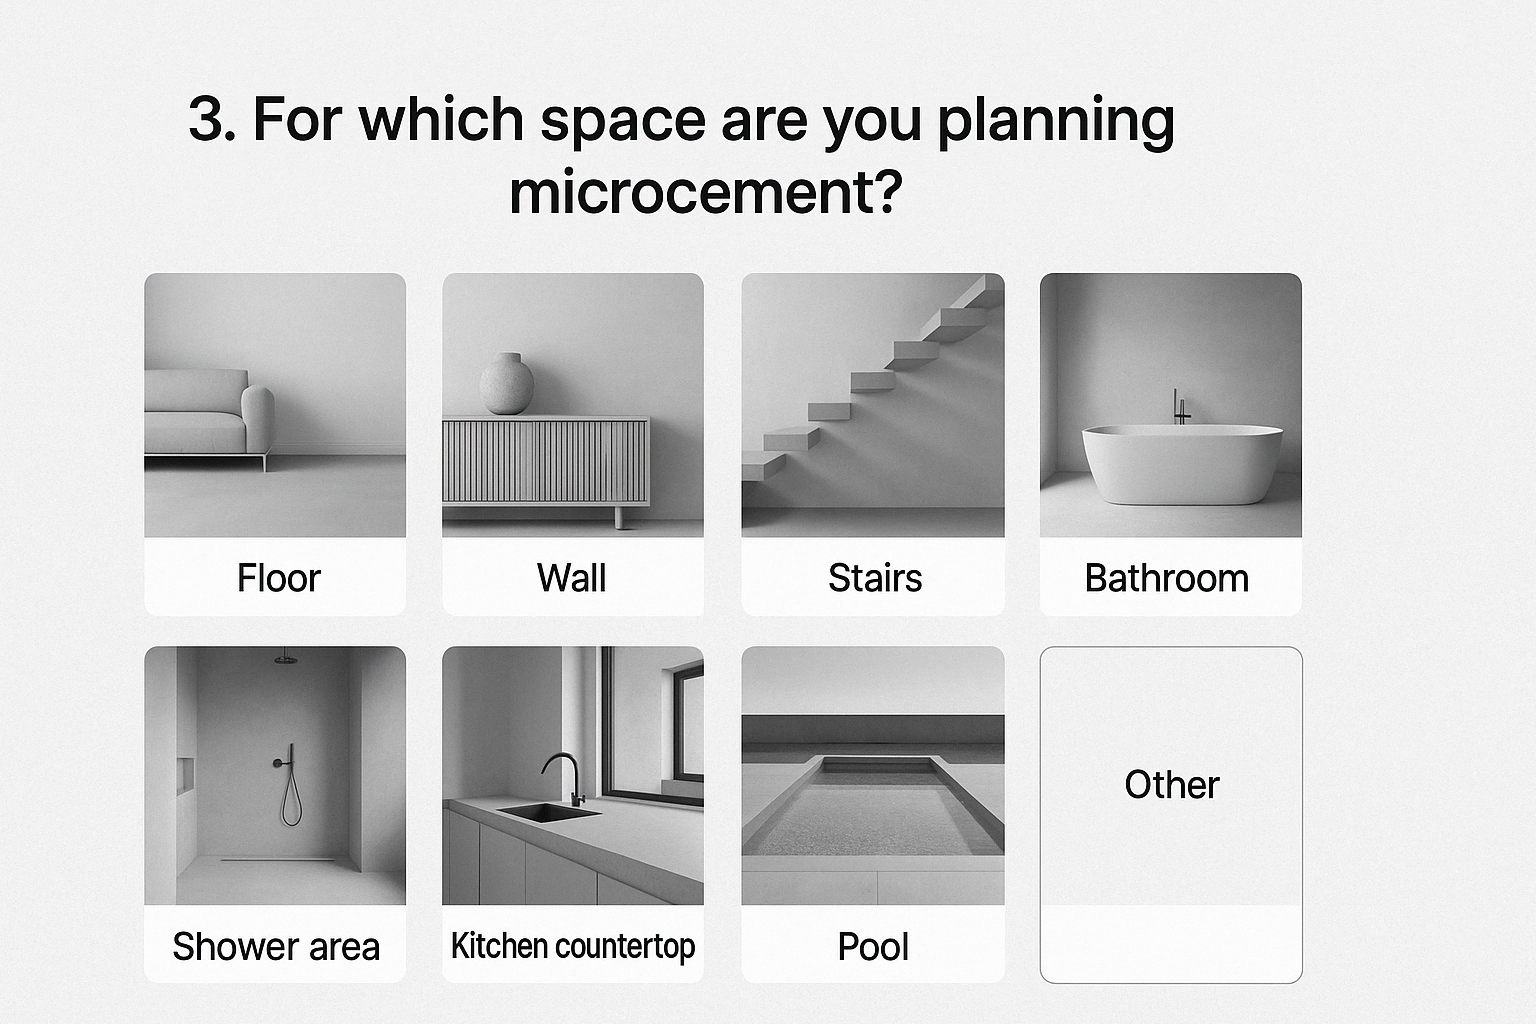 3. For which space are you planning
microcement?
Floor
Wall
Stairs
Bathroom
Shower area
Kitchen countertop
Pool
Other